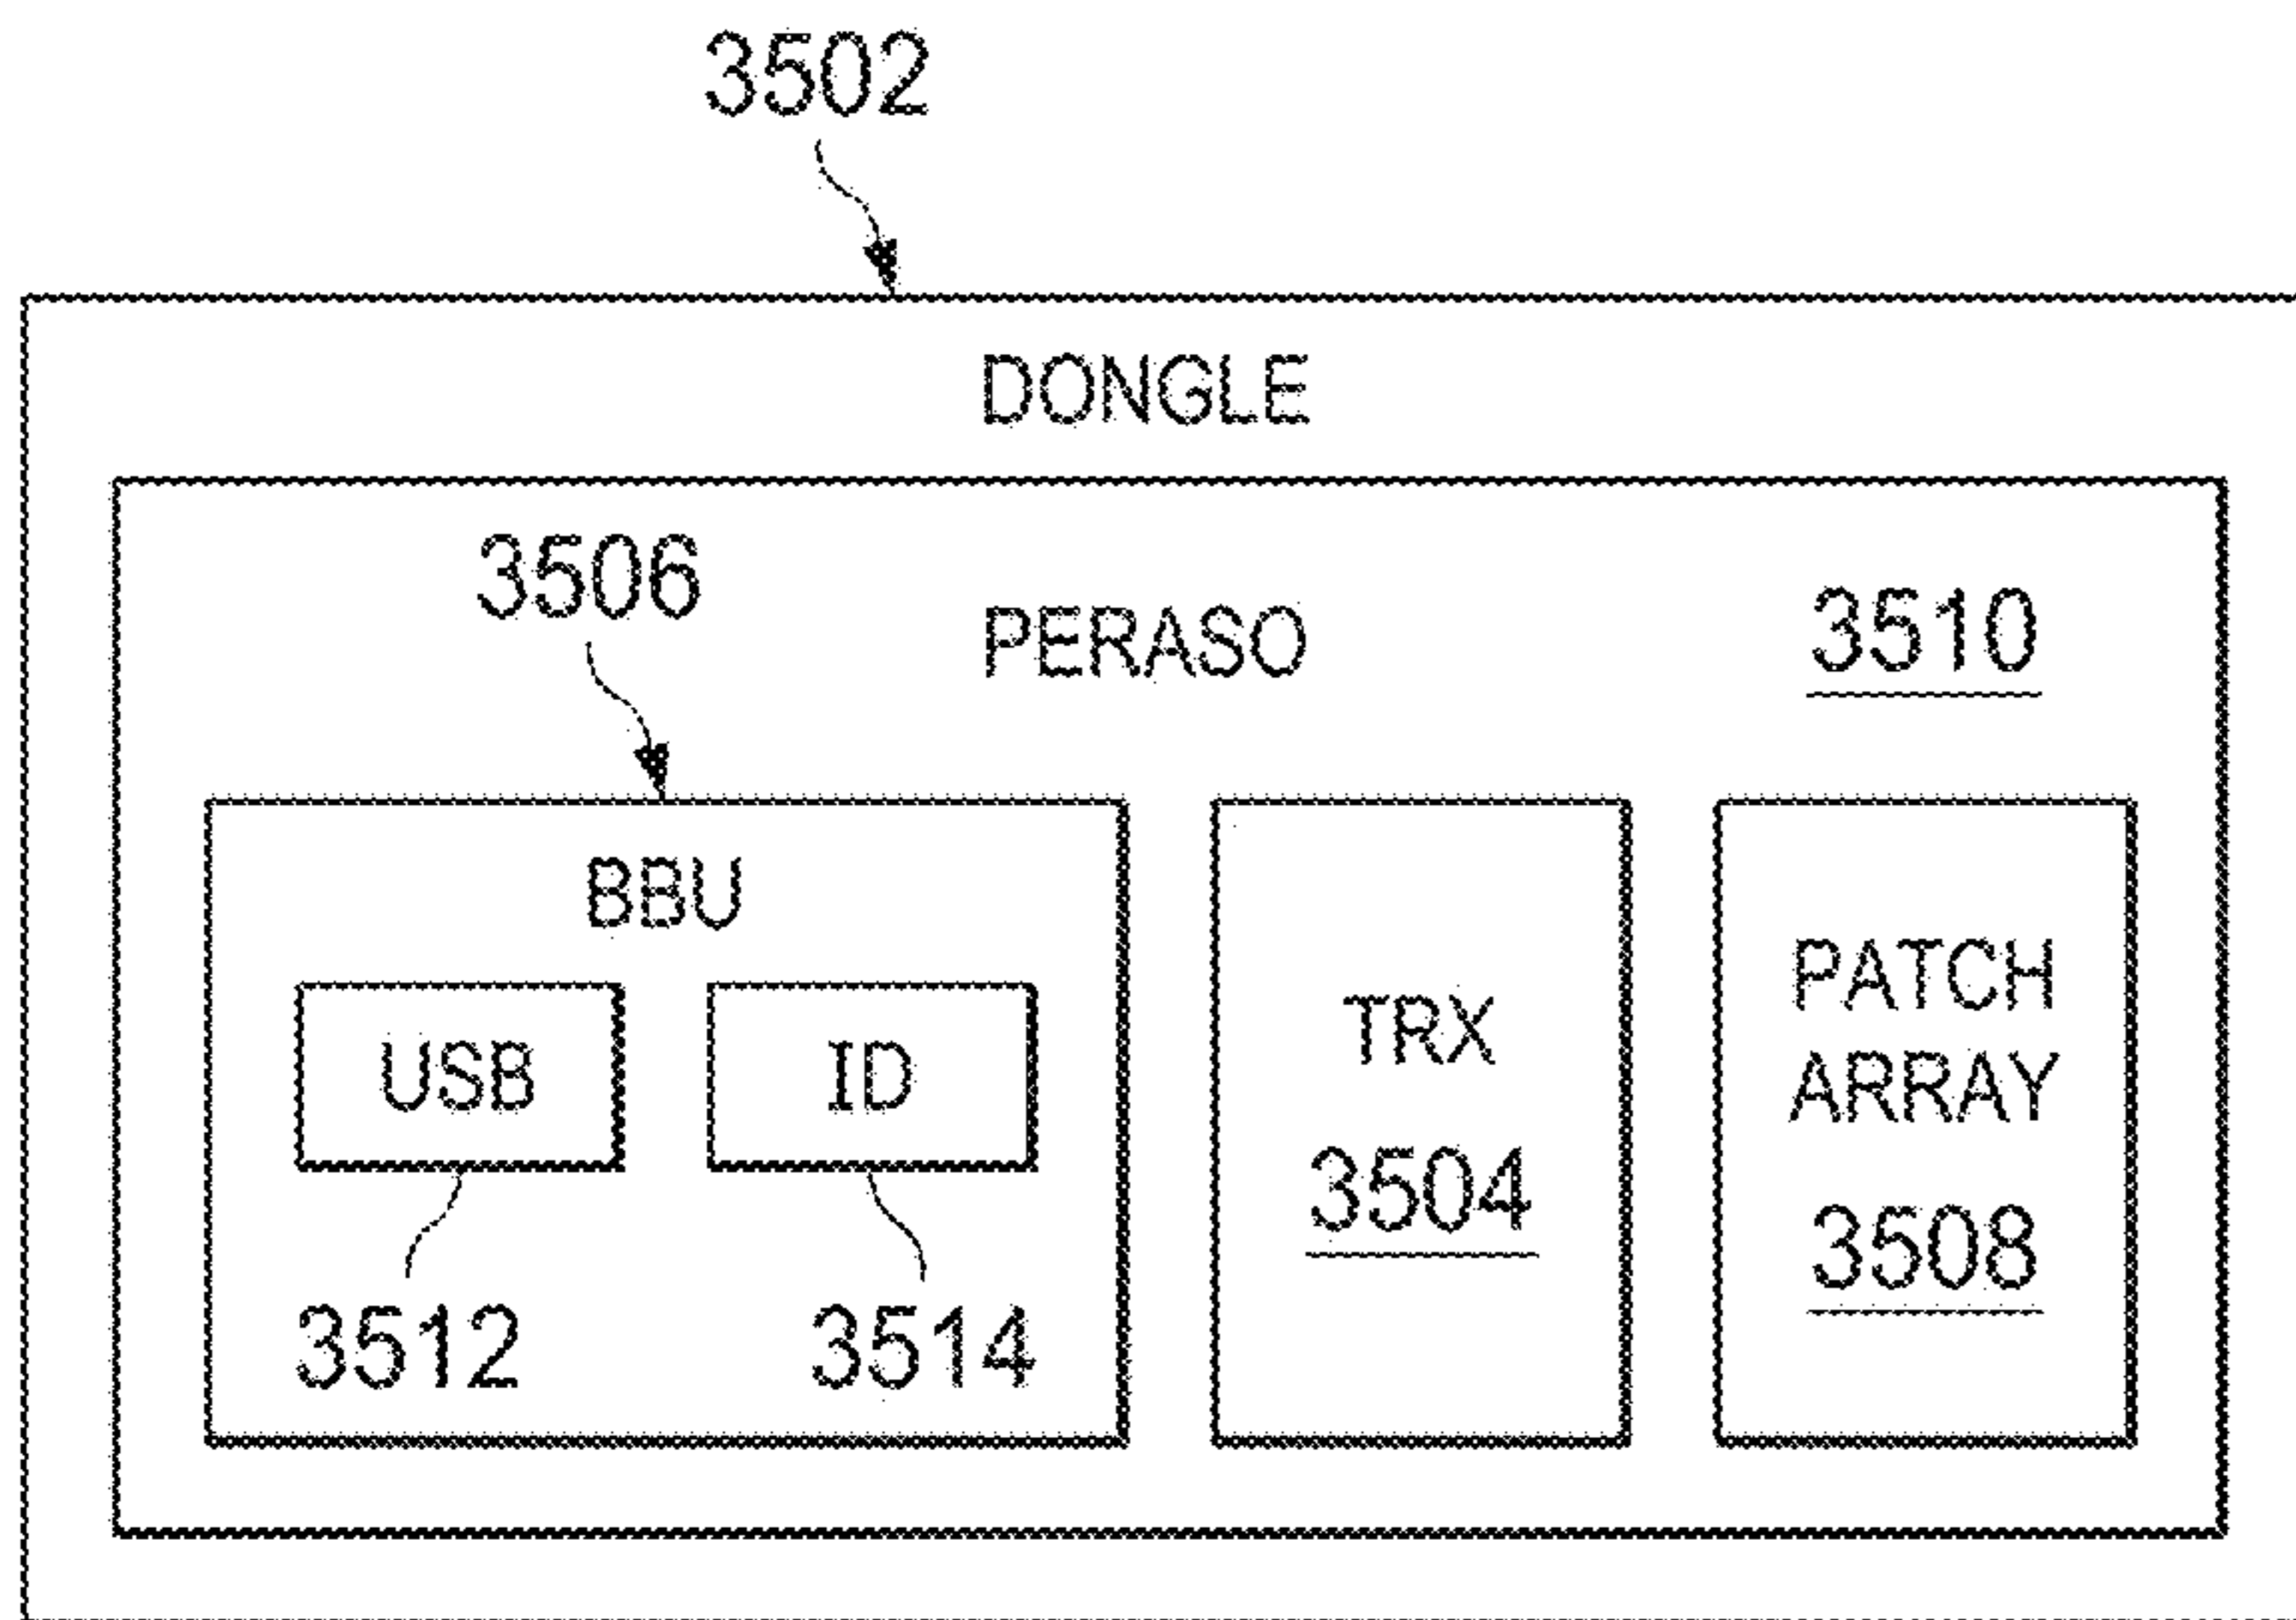 3502
DONGLE
3506
PERASO
3510
BBU
USB
ID
3512
3514
TRX
3504
PATCH
ARRAY
3508